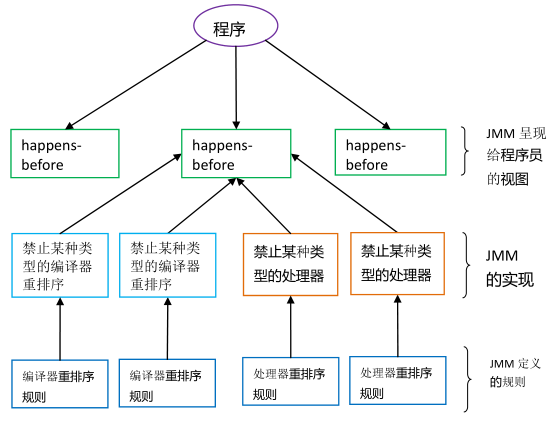 程序
happens-
before
happens-
before
happens-
before
JMM 呈现
给程序员
的视图
禁止某种类
型的编译器
重排序
禁止某种类
型的编译器
重排序
禁止某种类
型的处理器
禁止某种类
型的处理器
JMM
的实现
编译器重排序
规则
编译器重排序
规则
处理器重排序
规则
处理器重排序
规则
JMM 定义
的规则